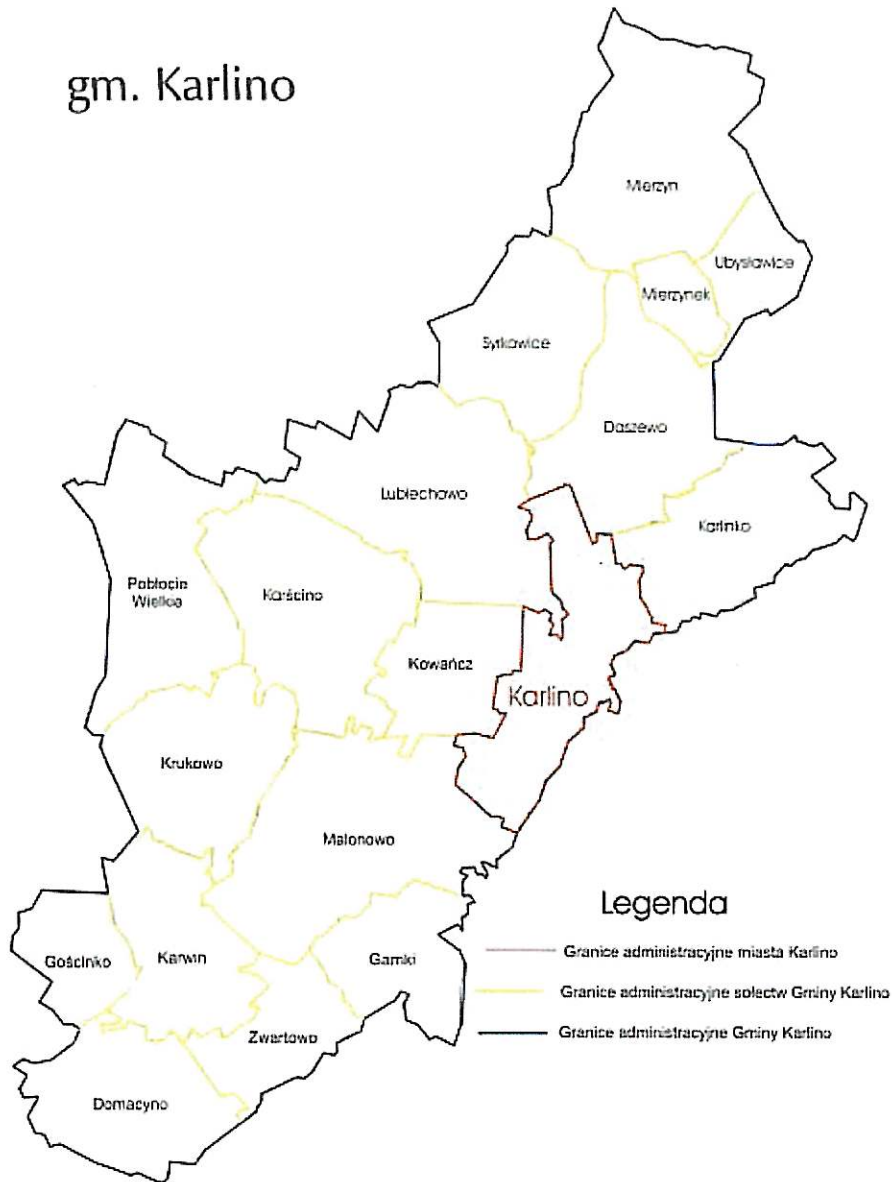 gm. Karlino
Mierzyn
Ubysławice
Mierzynek
Syrkowice
Daszewo
Lubiechowo
Karlinko
Pobłocie
Wielkie
Karścino
Kowańcz
Karlino
Krukowo
Malonowo
Legenda
Gościnko
Karwin
Garnki
Granice administracyjne miasta Karlino
Granice administracyjne sołectw Gminy Karlino
Zwartowo
Granice administracyjne Gminy Karlino
Domacyno